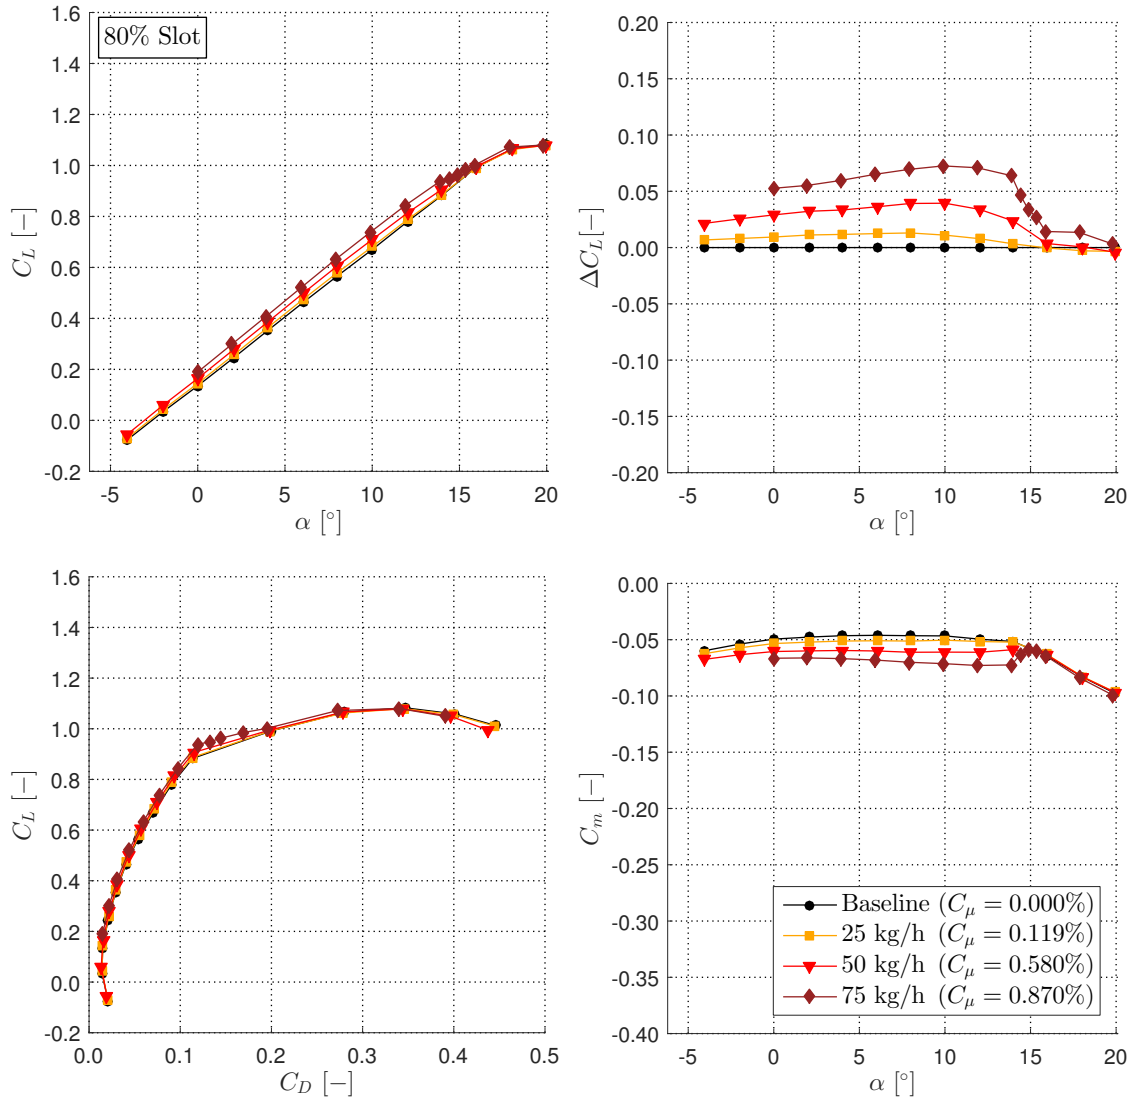 80% Slot
1.6
1.4
1.2
1.0
0.8
0.6
0.4
0.2
0.0
-0.2
C_L [−]
-5 0 5 10 15 20
α [°]
0.20
0.15
0.10
0.05
0.00
-0.05
-0.10
-0.15
-0.20
ΔC_L [−]
-5 0 5 10 15 20
α [°]
1.6
1.4
1.2
1.0
0.8
0.6
0.4
0.2
0.0
-0.2
C_L [−]
0.0 0.1 0.2 0.3 0.4 0.5
C_D [−]
0.00
-0.05
-0.10
-0.15
-0.20
-0.25
-0.30
-0.35
-0.40
C_m [−]
Baseline (C_μ = 0.000%)
25 kg/h (C_μ = 0.119%)
50 kg/h (C_μ = 0.580%)
75 kg/h (C_μ = 0.870%)
-5 0 5 10 15 20
α [°]